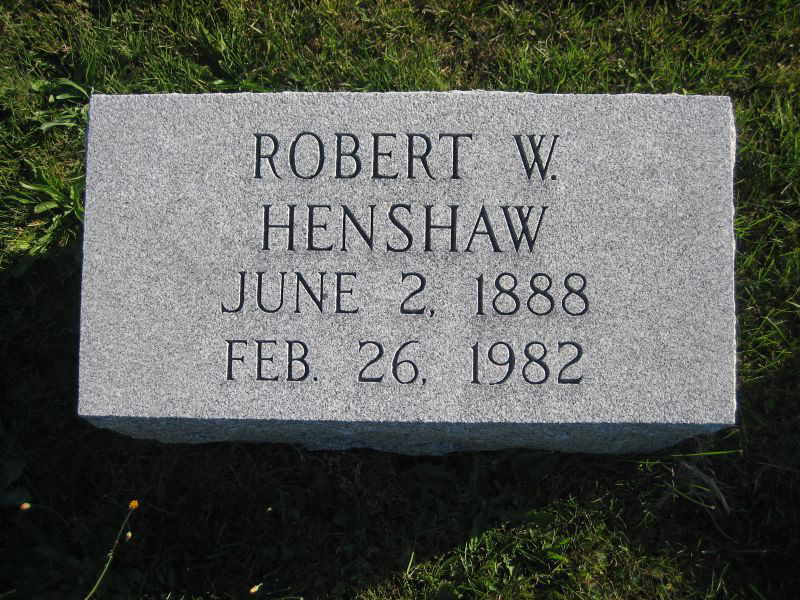 ROBERT W.
HENSHAW
JUNE 2, 1888
FEB. 26, 1982